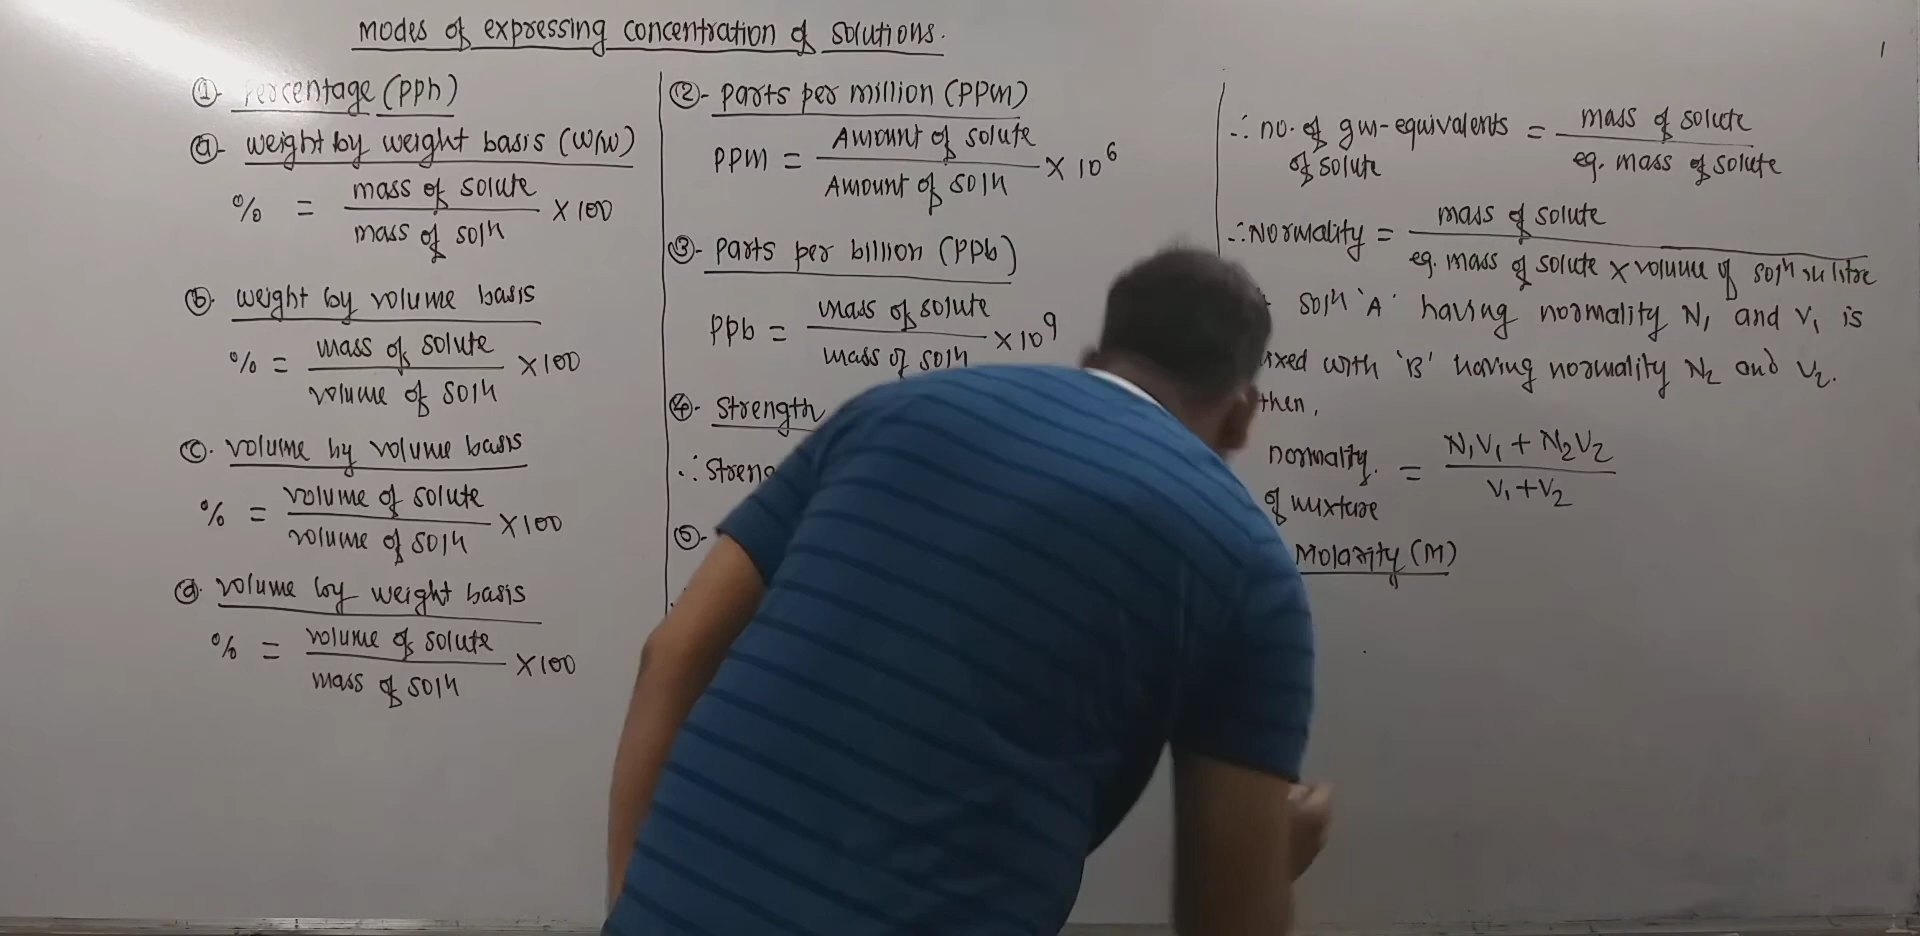 Modes of expressing concentration of solutions.
① Percentage (PPh)
ⓐ- weight by weight basis (W/W)
% = mass of solute / mass of soln × 100
ⓑ. weight by volume basis
% = mass of solute / volume of soln × 100
ⓒ. volume by volume basis
% = volume of solute / volume of soln × 100
ⓓ. volume by weight basis
% = volume of solute / mass of soln × 100
②- Parts per million (PPM)
PPM = Amount of solute / Amount of soln × 10⁶
③- Parts per billion (PPb)
PPb = mass of solute / mass of soln × 10⁹
④- Strength
∴ Streng
⑤-
∴ no. of gm-equivalents of solute = mass of solute / eq. mass of solute
∴ Normality = mass of solute / eq. mass of solute × volume of soln in litre
soln 'A' having normality N₁ and V₁ is
ixed with 'B' having normality N₂ and V₂.
then,
normality of mixture = N₁V₁ + N₂V₂ / V₁+V₂
Molarity (M)